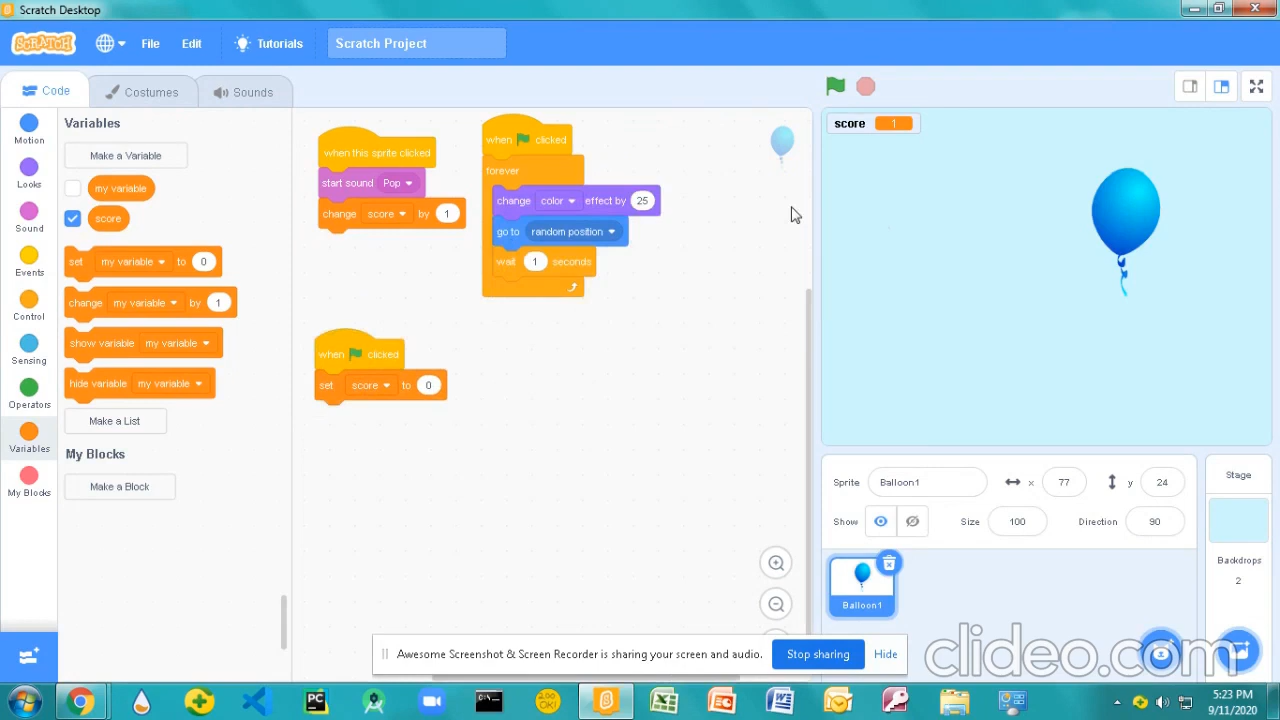 Scratch Desktop
SCRATCH
File
Edit
Tutorials
Scratch Project
Code
Costumes
Sounds
Motion
Looks
Sound
Events
Control
Sensing
Operators
Variables
My Blocks
Variables
Make a Variable
my variable
score
set my variable to 0
change my variable by 1
show variable my variable
hide variable my variable
Make a List
My Blocks
Make a Block
when this sprite clicked
start sound Pop
change score by 1
when clicked
forever
change color effect by 25
go to random position
wait 1 seconds
when clicked
set score to 0
score 1
Sprite Balloon1 x 77 y 24
Show Size 100 Direction 90
Balloon1
Stage
Backdrops
2
Awesome Screenshot & Screen Recorder is sharing your screen and audio. Stop sharing Hide
clideo.com
PC
200 OK!
5:23 PM
9/11/2020